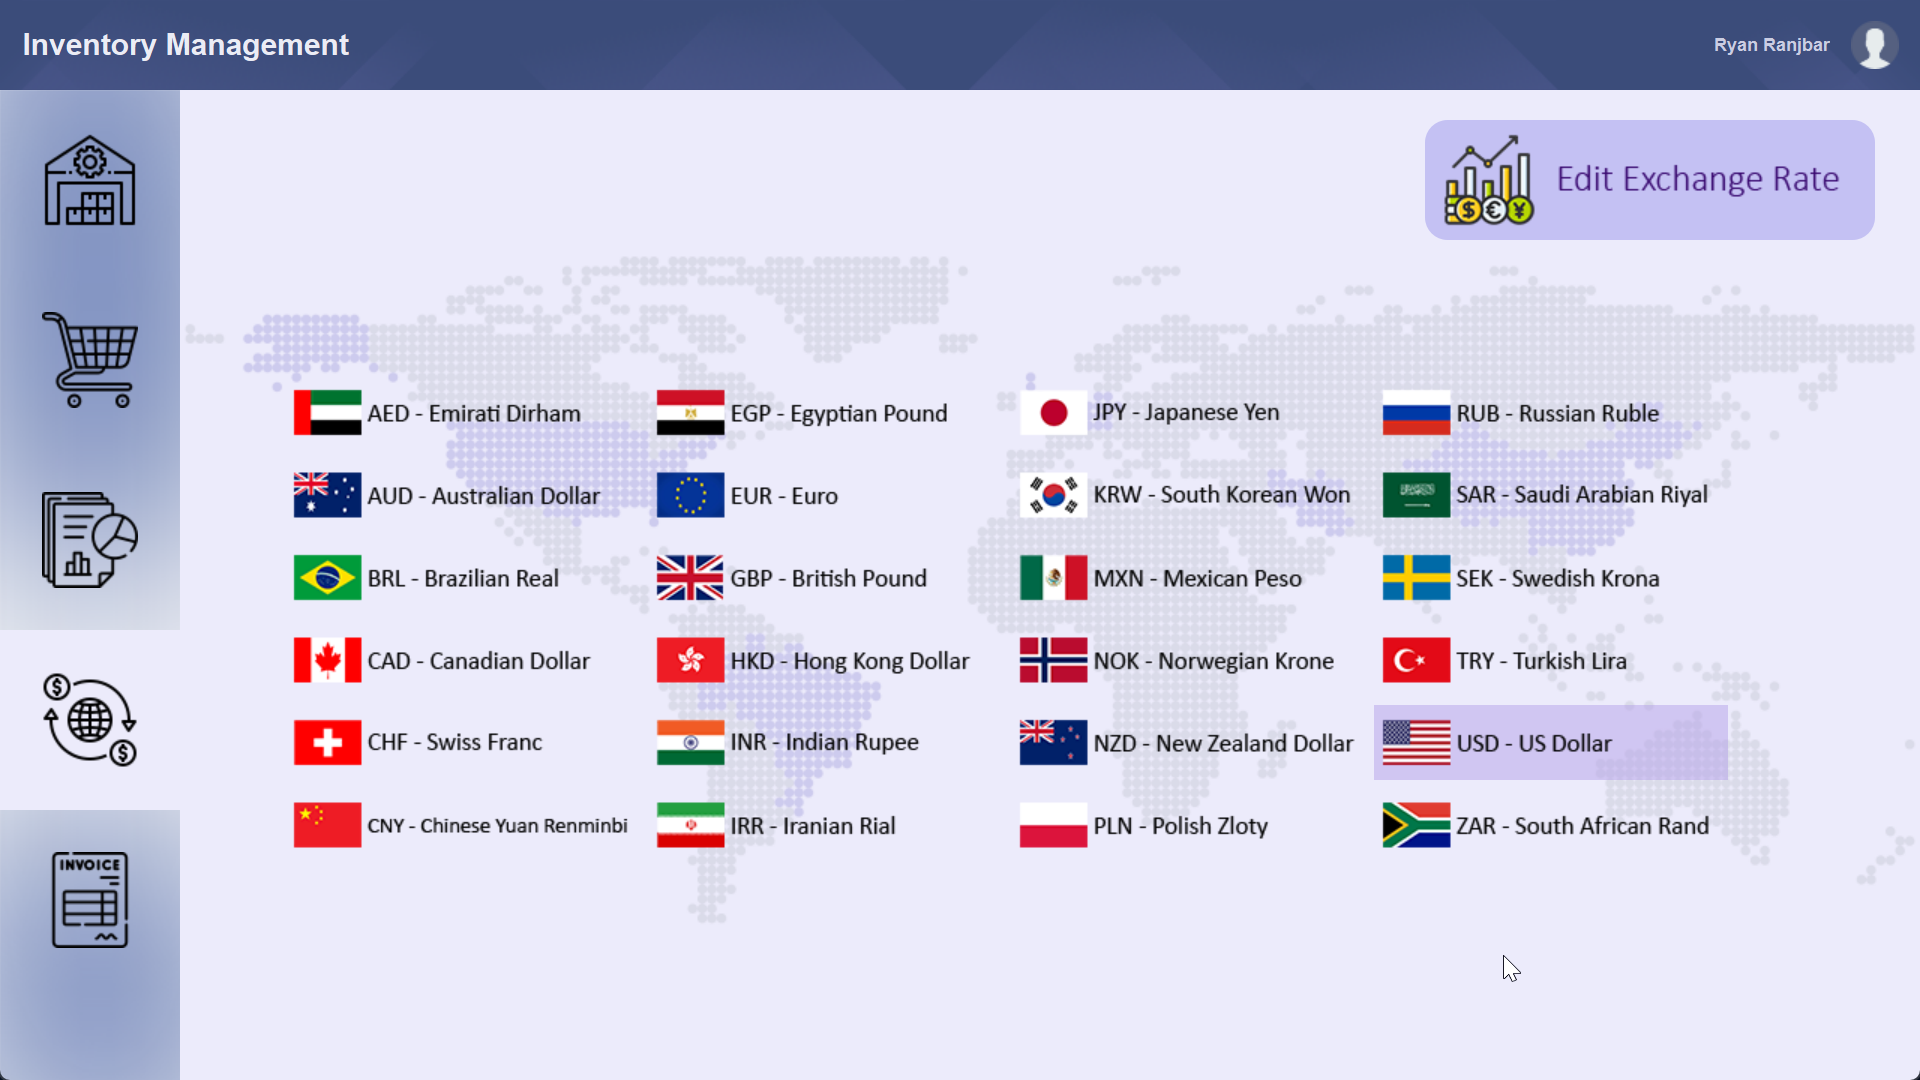 Inventory Management
Ryan Ranjbar
Edit Exchange Rate
AED - Emirati Dirham
AUD - Australian Dollar
BRL - Brazilian Real
CAD - Canadian Dollar
CHF - Swiss Franc
CNY - Chinese Yuan Renminbi
EGP - Egyptian Pound
EUR - Euro
GBP - British Pound
HKD - Hong Kong Dollar
INR - Indian Rupee
IRR - Iranian Rial
JPY - Japanese Yen
KRW - South Korean Won
MXN - Mexican Peso
NOK - Norwegian Krone
NZD - New Zealand Dollar
PLN - Polish Zloty
RUB - Russian Ruble
SAR - Saudi Arabian Riyal
SEK - Swedish Krona
TRY - Turkish Lira
USD - US Dollar
ZAR - South African Rand
INVOICE